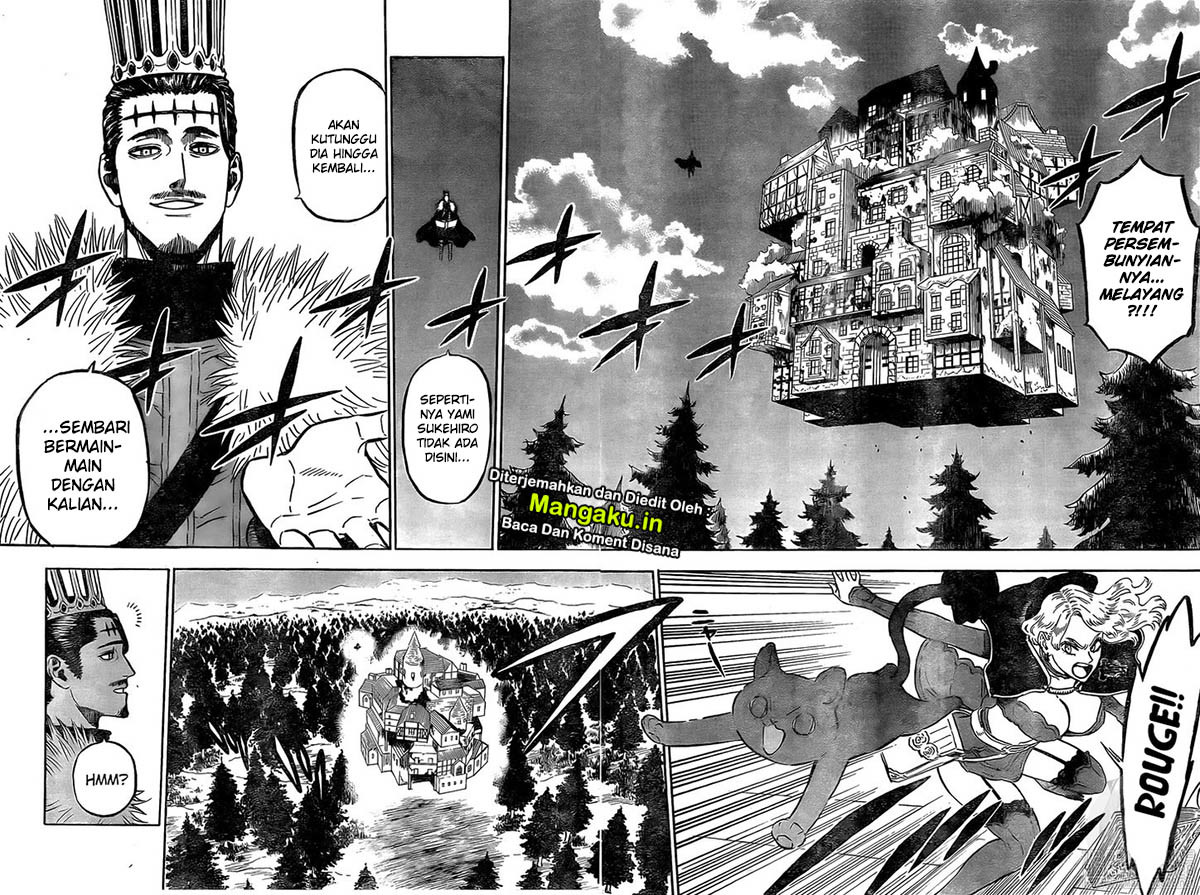 TEMPAT
PERSEM-
BUNYIAN-
NYA...
MELAYANG
?!!!
SEPERTI-
NYA YAMI
SUKEHIRO
TIDAK ADA
DISINI...
AKAN
KUTUNGGU
DIA HINGGA
KEMBALI...
...SEMBARI
BERMAIN-
MAIN
DENGAN
KALIAN...
Diterjemahkan dan Diedit Oleh :
Mangaku.in
Baca Dan Koment Disana
ROUGE!!
HMM?